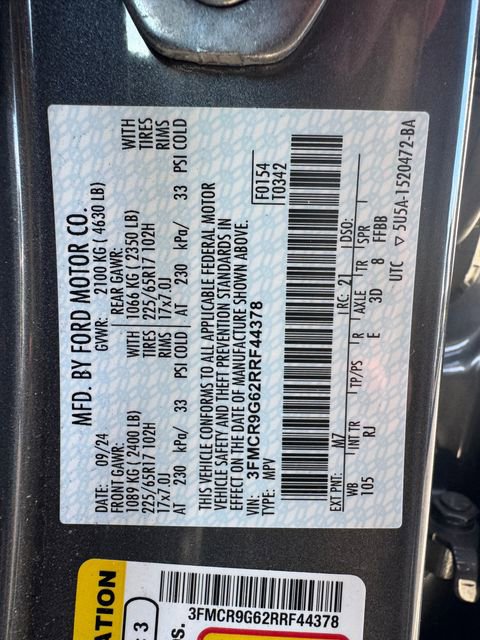 MFD. BY FORD MOTOR CO.
DATE: 09/24 GVWR: 2100 KG ( 4630 LB)
FRONT GAWR: REAR GAWR: WITH
1089 KG ( 2400 LB) 1066 KG ( 2350 LB) TIRES
225/65R17 102H 225/65R17 102H RIMS
17x7.0J 17x7.0J
AT 230 kPa/ 33 PSI COLD AT 230 kPa/ 33 PSI COLD
WITH
TIRES
RIMS
THIS VEHICLE CONFORMS TO ALL APPLICABLE FEDERAL MOTOR
VEHICLE SAFETY AND THEFT PREVENTION STANDARDS IN
EFFECT ON THE DATE OF MANUFACTURE SHOWN ABOVE.
VIN: 3FMCR9G62RRF44378
TYPE: MPV
F0154
T0342
EXT PNT: M7 RC: 21 DSO:
WB INT TR TP/PS R AXLE TR SPR
105 RJ E 3D 8 FFBB
UTC ▽ 5U5A-1520472-BA
3FMCR9G62RRF44378